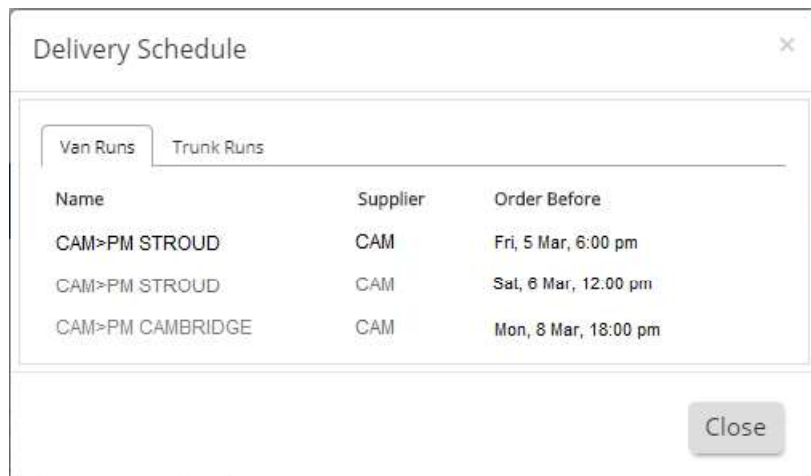 Delivery Schedule ×
Van Runs Trunk Runs
Name Supplier Order Before
CAM>PM STROUD CAM Fri, 5 Mar, 6:00 pm
CAM>PM STROUD CAM Sat, 6 Mar, 12.00 pm
CAM>PM CAMBRIDGE CAM Mon, 8 Mar, 18:00 pm
Close